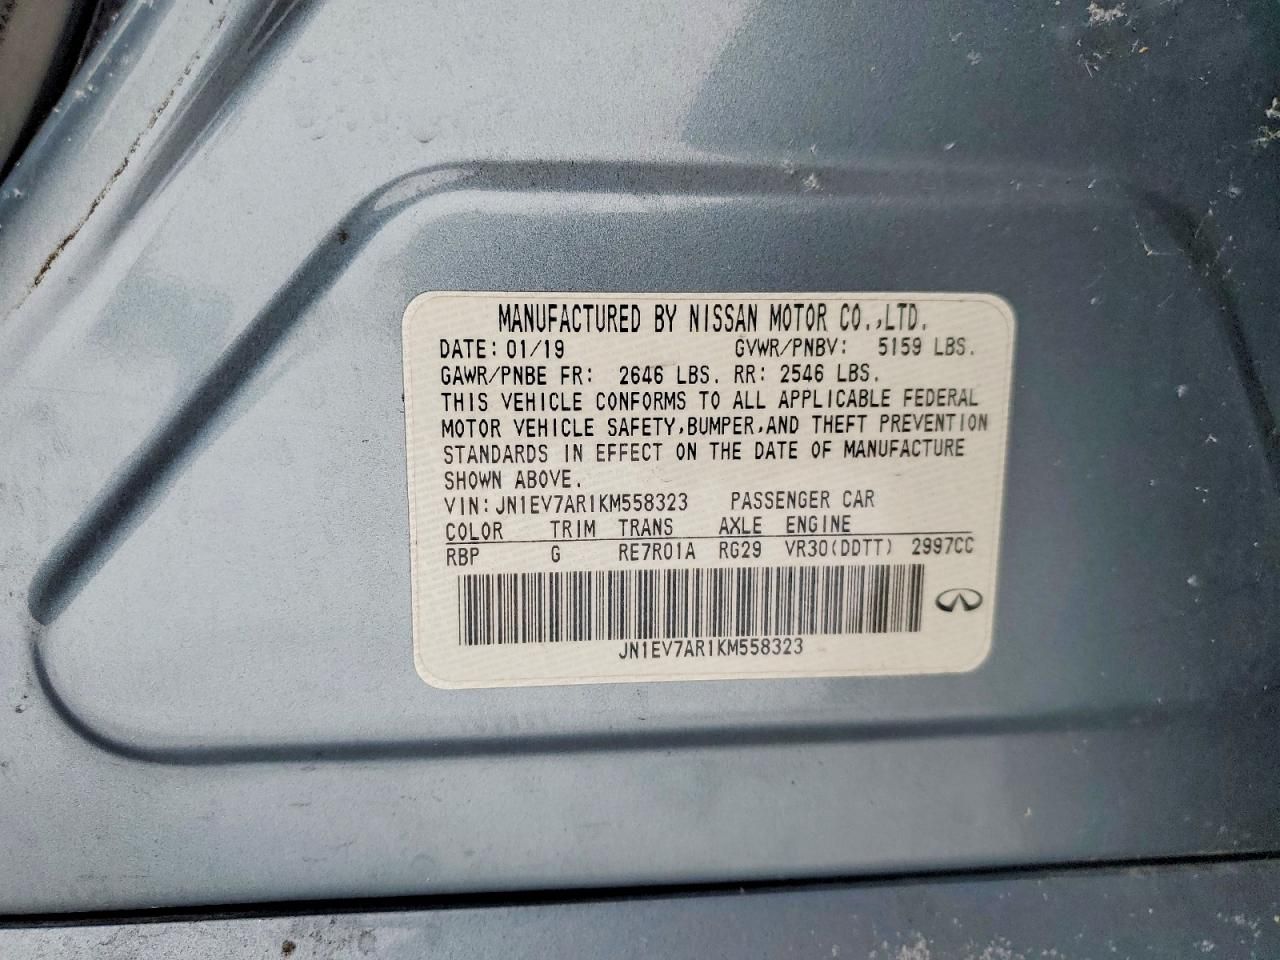 MANUFACTURED BY NISSAN MOTOR CO.,LTD.
DATE: 01/19 GVWR/PNBV: 5159 LBS.
GAWR/PNBE FR: 2646 LBS. RR: 2546 LBS.
THIS VEHICLE CONFORMS TO ALL APPLICABLE FEDERAL
MOTOR VEHICLE SAFETY,BUMPER,AND THEFT PREVENTION
STANDARDS IN EFFECT ON THE DATE OF MANUFACTURE
SHOWN ABOVE.
VIN: JN1EV7AR1KM558323 PASSENGER CAR
COLOR TRIM TRANS AXLE ENGINE
RBP G RE7R01A RG29 VR30(DDTT) 2997CC
JN1EV7AR1KM558323